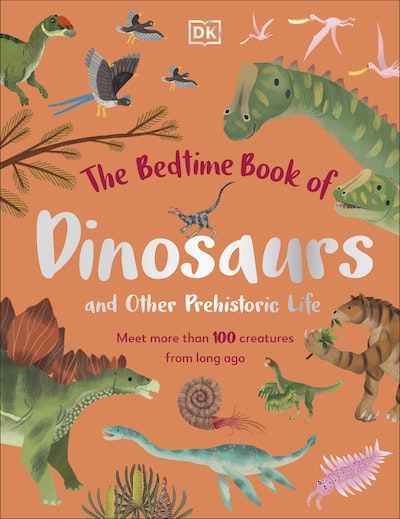 DK
The Bedtime Book of
Dinosaurs
and Other Prehistoric Life
Meet more than 100 creatures
from long ago